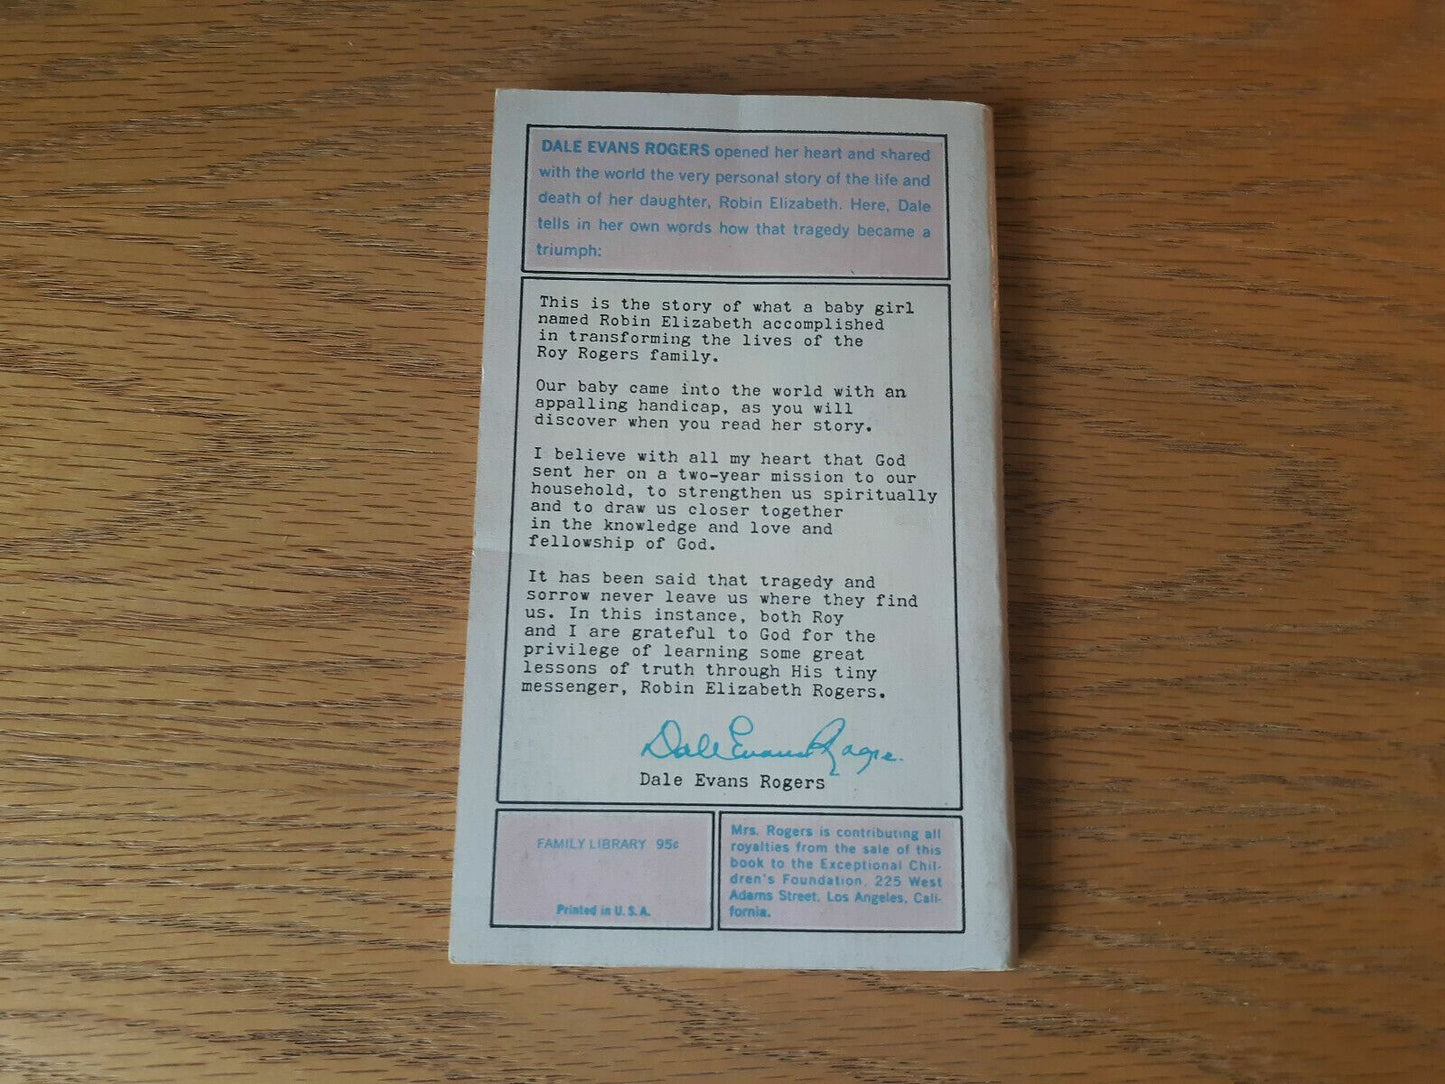 DALE EVANS ROGERS opened her heart and shared
with the world the very personal story of the life and
death of her daughter, Robin Elizabeth. Here, Dale
tells in her own words how that tragedy became a
triumph:
This is the story of what a baby girl
named Robin Elizabeth accomplished
in transforming the lives of the
Roy Rogers family.
Our baby came into the world with an
appalling handicap, as you will
discover when you read her story.
I believe with all my heart that God
sent her on a two-year mission to our
household, to strengthen us spiritually
and to draw us closer together
in the knowledge and love and
fellowship of God.
It has been said that tragedy and
sorrow never leave us where they find
us. In this instance, both Roy
and I are grateful to God for the
privilege of learning some great
lessons of truth through His tiny
messenger, Robin Elizabeth Rogers.
Dale Evans Rogers
Dale Evans Rogers
FAMILY LIBRARY 95¢
Printed in U. S. A.
Mrs. Rogers is contributing all
royalties from the sale of this
book to the Exceptional Chil-
dren's Foundation, 225 West
Adams Street, Los Angeles, Cali-
fornia.